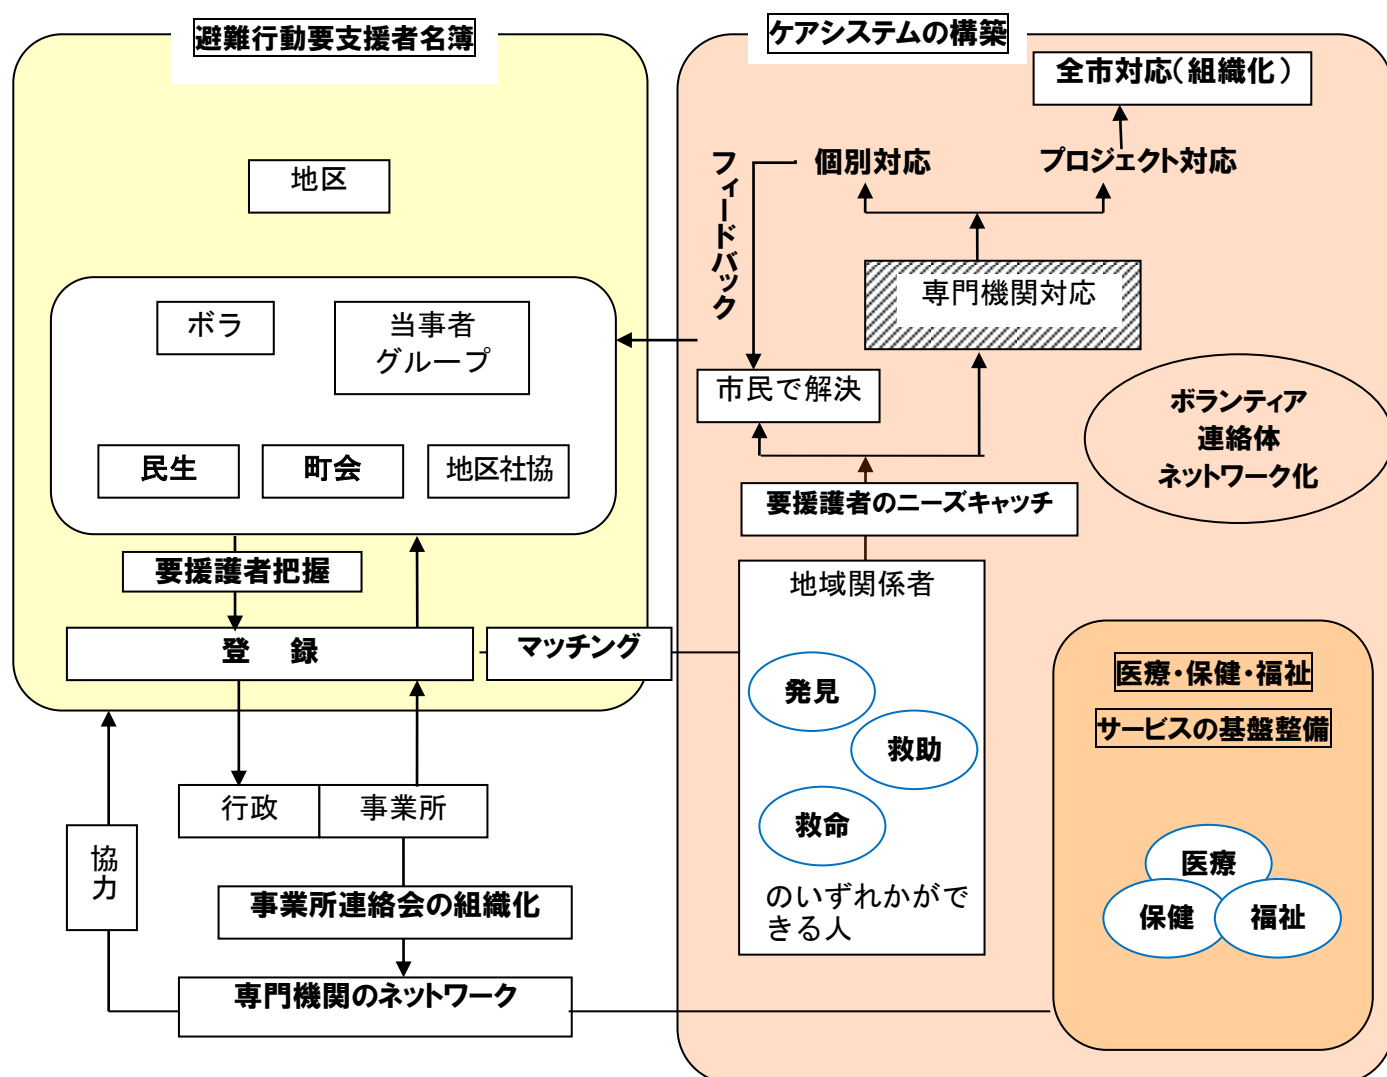 避難行動要支援者名簿
地区
ボラ
当事者
グループ
民生
町会
地区社協
要援護者把握
登　録
マッチング
行政
事業所
協
力
事業所連絡会の組織化
専門機関のネットワーク
ケアシステムの構築
全市対応（組織化）
フィードバック
個別対応
プロジェクト対応
専門機関対応
市民で解決
ボランティア
連絡体
ネットワーク化
要援護者のニーズキャッチ
地域関係者
発見
救助
救命
のいずれかがで
きる人
医療・保健・福祉
サービスの基盤整備
医療
保健
福祉